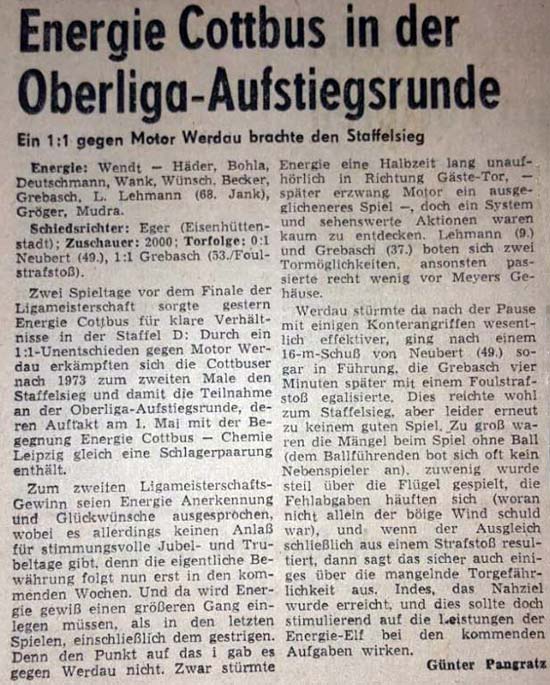 Energie Cottbus in der
Oberliga-Aufstiegsrunde
Ein 1:1 gegen Motor Werdau brachte den Staffelsieg
Energie: Wendt — Häder, Bohla,
Deutschmann, Wank, Wünsch, Becker,
Grebasch, L. Lehmann (68. Jank),
Gröger, Mudra.
Schiedsrichter: Eger (Eisenhütten-
stadt); Zuschauer: 2000; Torfolge: 0:1
Neubert (49.), 1:1 Grebasch (53./Foul-
strafstoß).
Zwei Spieltage vor dem Finale der
Ligameisterschaft sorgte gestern
Energie Cottbus für klare Verhält-
nisse in der Staffel D: Durch ein
1:1-Unentschieden gegen Motor Wer-
dau erkämpften sich die Cottbuser
nach 1973 zum zweiten Male den
Staffelsieg und damit die Teilnahme
an der Oberliga-Aufstiegsrunde, de-
ren Auftakt am 1. Mai mit der
Begegnung Energie Cottbus — Chemie
Leipzig gleich eine Schlagerpaarung
enthält.
Zum zweiten Ligameisterschafts-
Gewinn seien Energie Anerkennung
und Glückwünsche ausgesprochen,
wobei es allerdings keinen Anlaß
für stimmungsvolle Jubel- und Tru-
beltage gibt, denn die eigentliche Be-
währung folgt nun erst in den kom-
menden Wochen. Und da wird Ener-
gie gewiß einen größeren Gang ein-
legen müssen, als in den letzten
Spielen, einschließlich dem gestrigen.
Denn den Punkt auf das i gab es
gegen Werdau nicht. Zwar stürmte
Energie eine Halbzeit lang unauf-
hörlich in Richtung Gäste-Tor, —
später erzwang Motor ein ausge-
glicheneres Spiel —, doch ein System
und sehenswerte Aktionen waren
kaum zu entdecken. Lehmann (9.)
und Grebasch (37.) boten sich zwei
Tormöglichkeiten, ansonsten pas-
sierte recht wenig vor Meyers Ge-
häuse.
Werdau stürmte da nach der Pause
mit einigen Konterangriffen wesent-
lich effektiver, ging nach einem
16-m-Schuß von Neubert (49.) so-
gar in Führung, die Grebasch vier
Minuten später mit einem Foulstraf-
stoß egalisierte. Dies reichte wohl
zum Staffelsieg, aber leider erneut
zu keinem guten Spiel. Zu groß wa-
ren die Mängel beim Spiel ohne Ball
(dem Ballführenden bot sich oft kein
Nebenspieler an), zuwenig wurde
steil über die Flügel gespielt, die
Fehlabgaben häuften sich (woran
nicht allein der böige Wind schuld
war), und wenn der Ausgleich
schließlich aus einem Strafstoß resul-
tiert, dann sagt das sicher auch eini-
ges über die mangelnde Torgefähr-
lichkeit aus. Indes, das Nahziel
wurde erreicht, und dies sollte doch
stimulierend auf die Leistungen der
Energie-Elf bei den kommenden
Aufgaben wirken.
Günter Pangratz